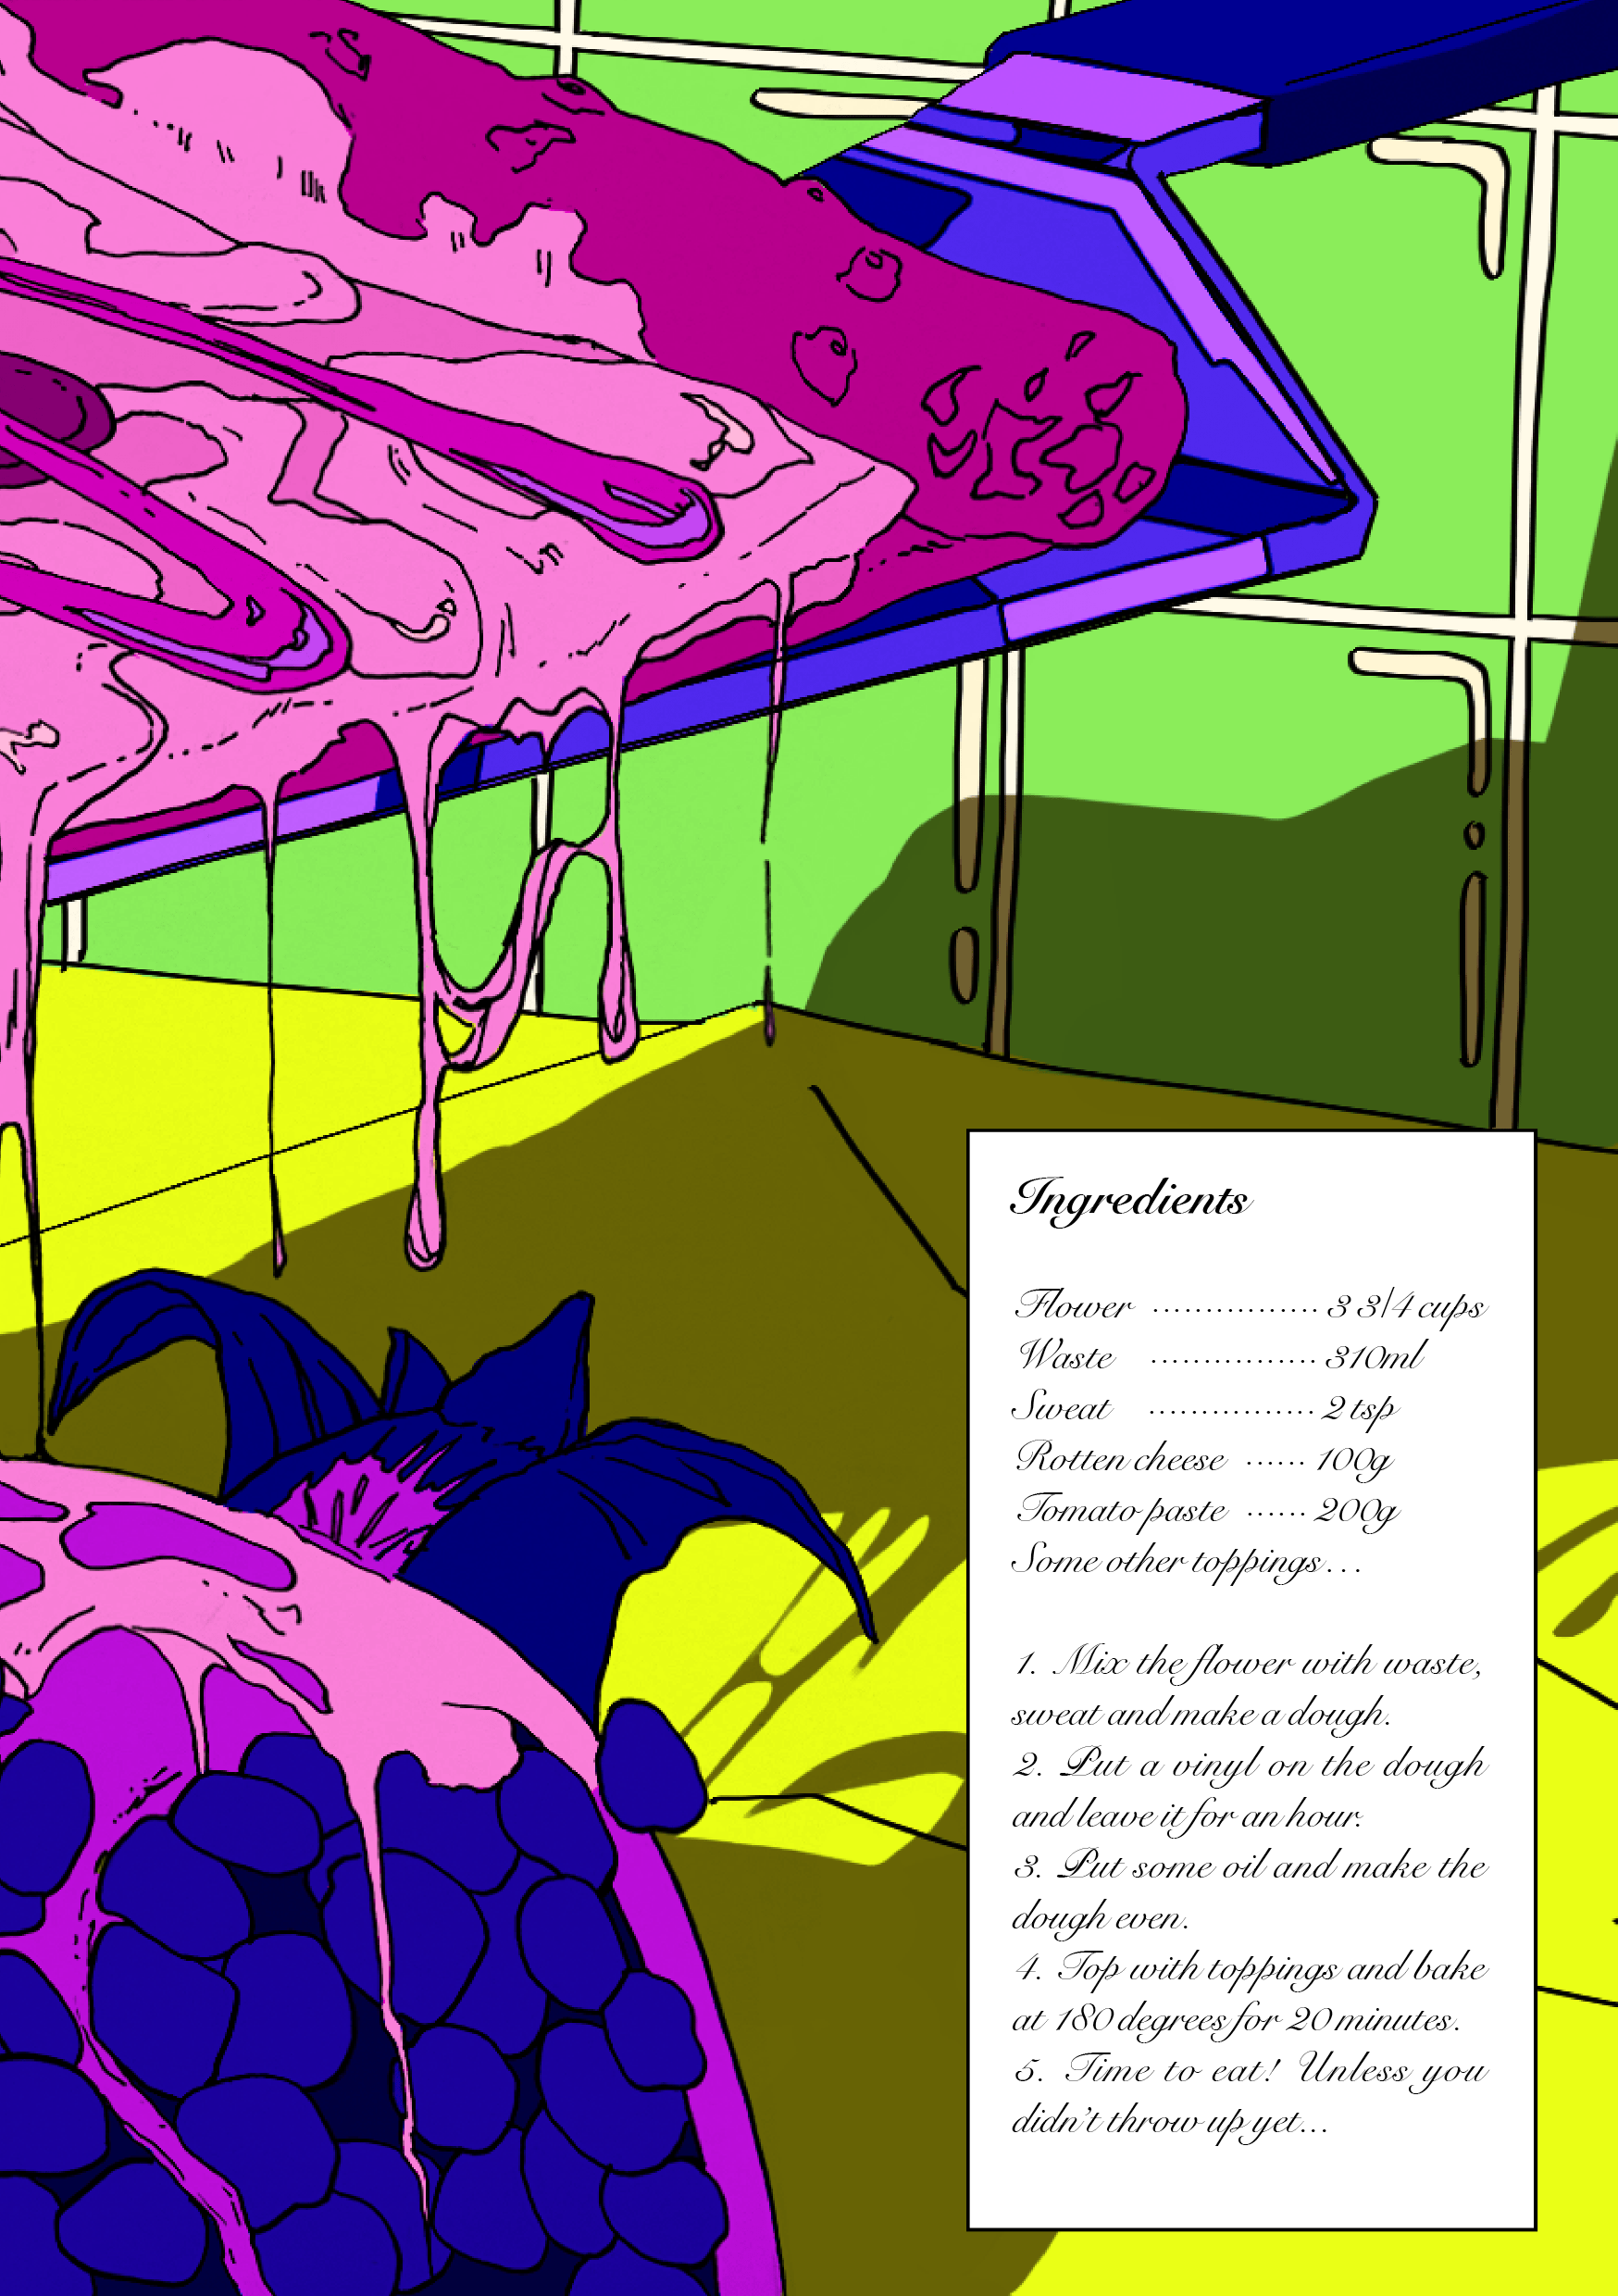 Ingredients
Flower ················ 3 3/4 cups
Waste ················ 310ml
Sweat ················ 2 tsp
Rotten cheese ······ 100g
Tomato paste ······ 200g
Some other toppings...
1. Mix the flower with waste,
sweat and make a dough.
2. Put a vinyl on the dough
and leave it for an hour.
3. Put some oil and make the
dough even.
4. Top with toppings and bake
at 180 degrees for 20 minutes.
5. Time to eat! Unless you
didn't throw up yet...